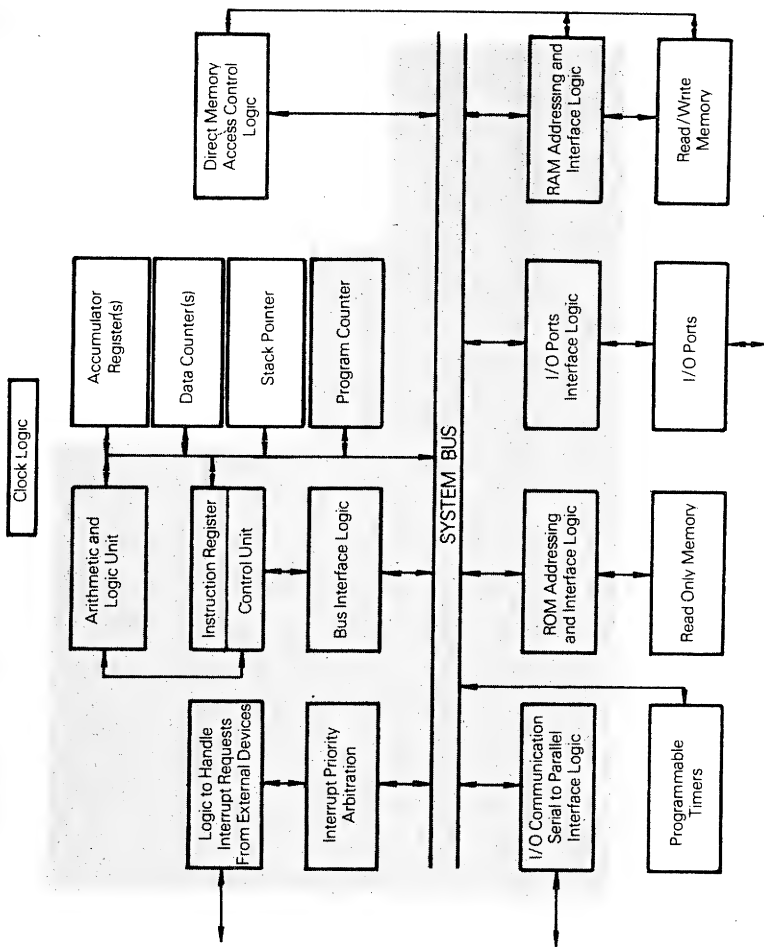 Clock Logic
Arithmetic and
Logic Unit
Accumulator
Register(s)
Data Counter(s)
Stack Pointer
Program Counter
Instruction Register
Control Unit
Bus Interface Logic
Logic to Handle
Interrupt Requests
From External Devices
Interrupt Priority
Arbitration
Direct Memory
Access Control
Logic
SYSTEM BUS
I/O Communication
Serial to Parallel
Interface Logic
Programmable
Timers
ROM Addressing
and Interface Logic
Read Only Memory
I/O Ports
Interface Logic
I/O Ports
RAM Addressing and
Interface Logic
Read/Write
Memory